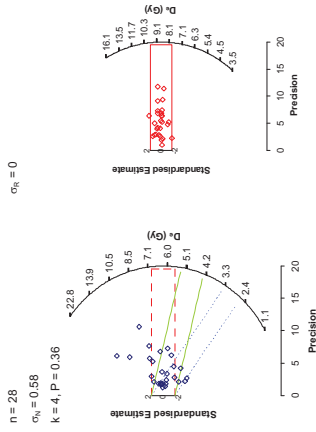 n = 28
σN = 0.58
k = 4, P = 0.36
Standardised Estimate
2
0
-2
22.8
13.9
10.5
8.5
7.1
6.0
5.1
4.2
3.3
2.4
1.1
De (Gy)
0 5 10 15 20
Precision
σR = 0
Standardised Estimate
2
0
-2
16.1
13.5
11.7
10.3
9.1
8.1
7.1
6.3
5.4
4.5
3.5
De (Gy)
0 5 10 15 20
Precision